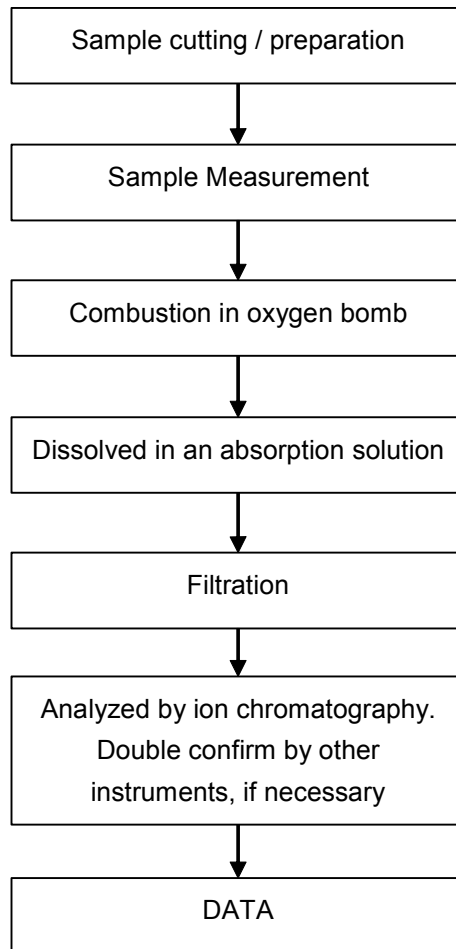 Sample cutting / preparation
Sample Measurement
Combustion in oxygen bomb
Dissolved in an absorption solution
Filtration
Analyzed by ion chromatography.
Double confirm by other
instruments, if necessary
DATA